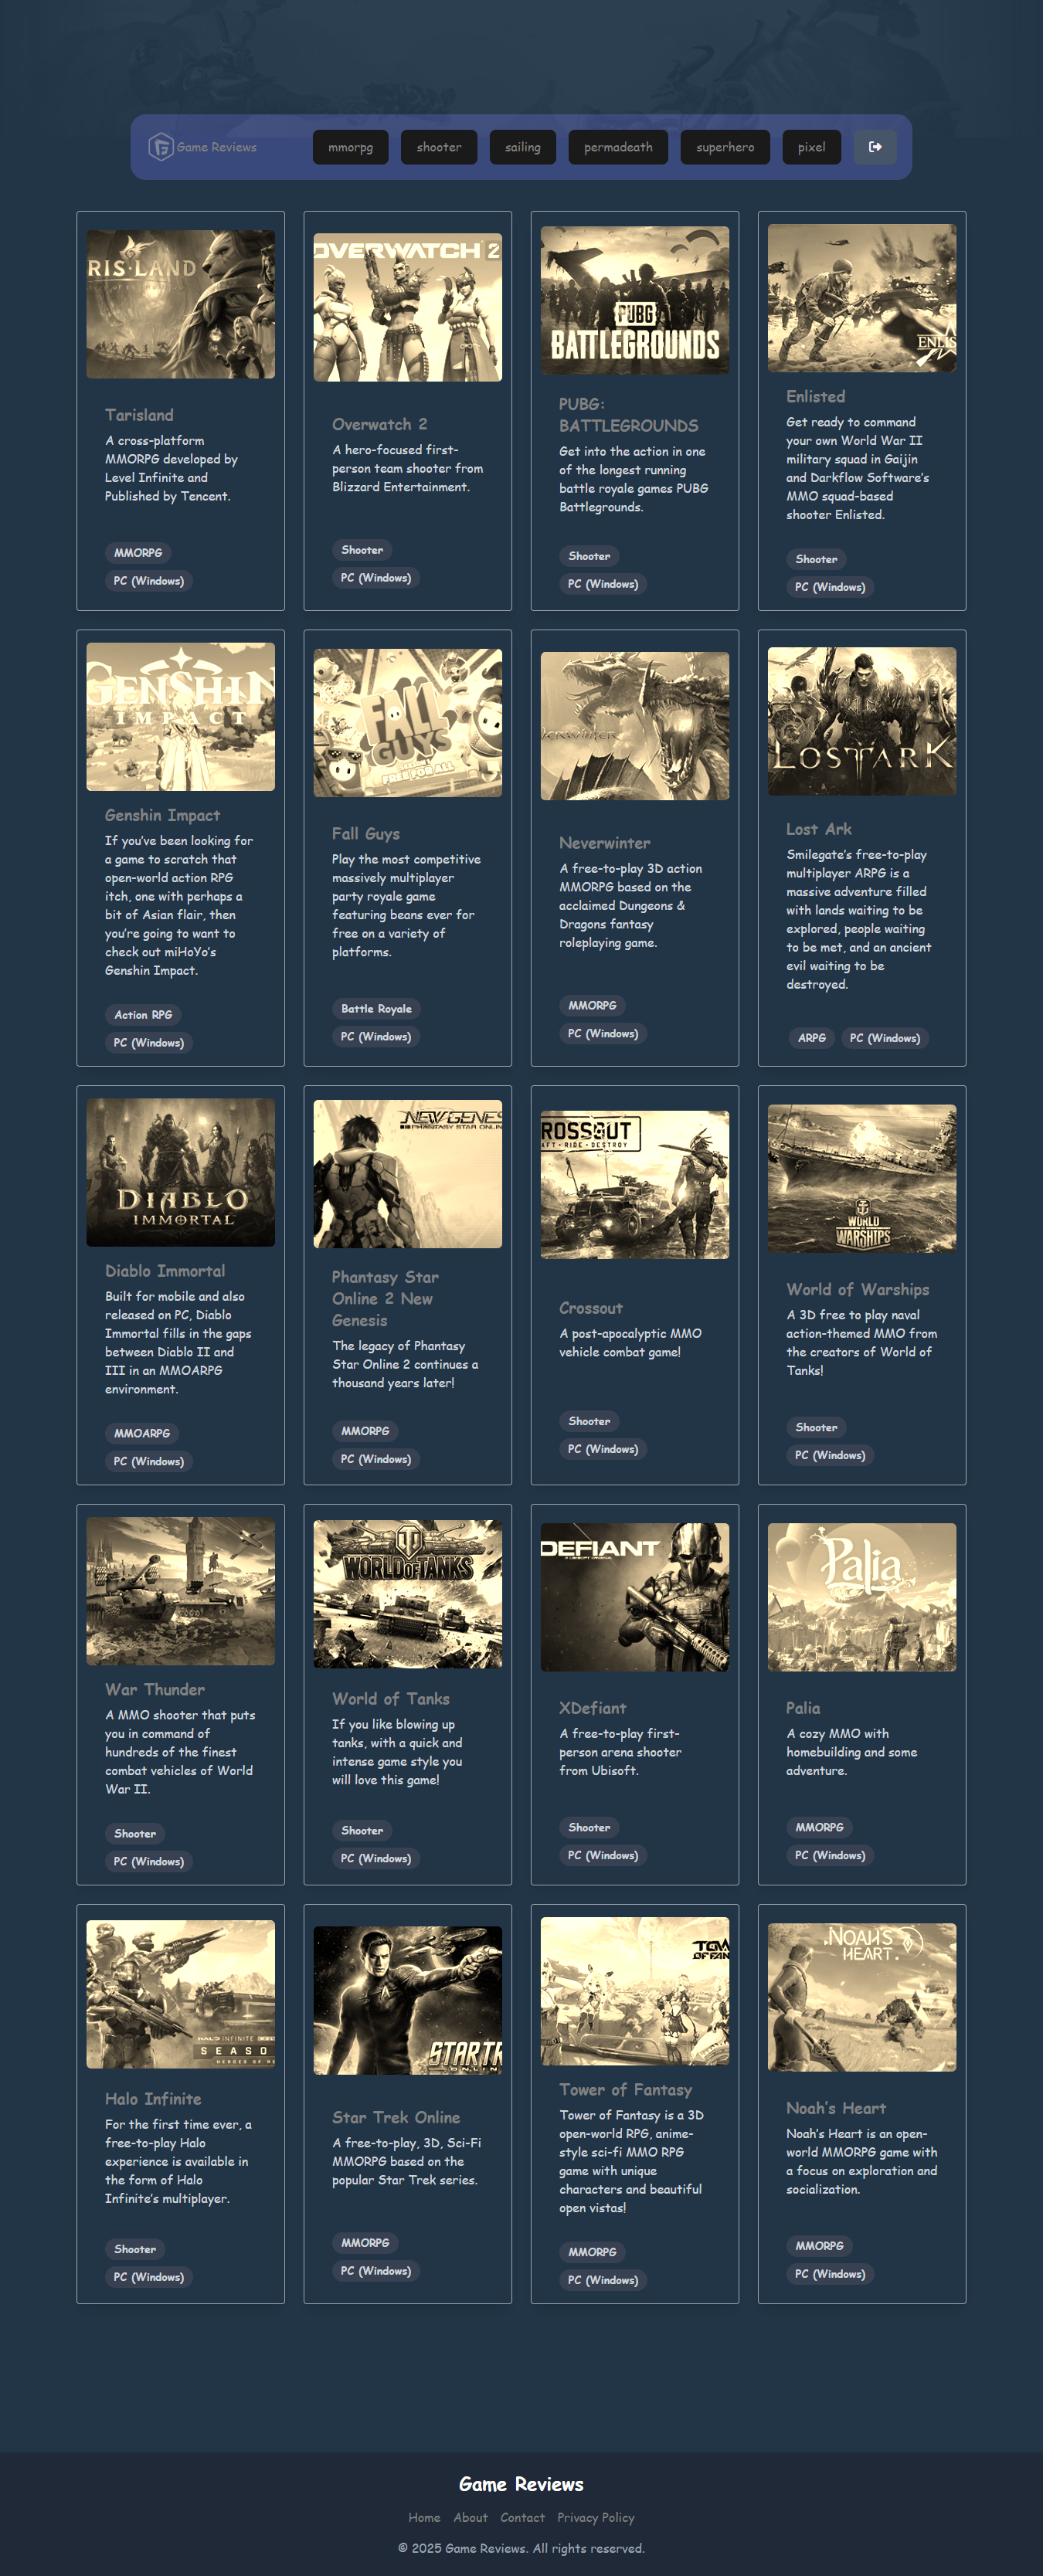 Game Reviews
mmorpg
shooter
sailing
permadeath
superhero
pixel
RIS·LAND
Tarisland
A cross-platform
MMORPG developed by
Level Infinite and
Published by Tencent.
MMORPG
PC (Windows)
OVERWATCH 2
Overwatch 2
A hero-focused first-
person team shooter from
Blizzard Entertainment.
Shooter
PC (Windows)
PUBG
BATTLEGROUNDS
PUBG:
BATTLEGROUNDS
Get into the action in one
of the longest running
battle royale games PUBG
Battlegrounds.
Shooter
PC (Windows)
ENLIS
Enlisted
Get ready to command
your own World War II
military squad in Gaijin
and Darkflow Software's
MMO squad-based
shooter Enlisted.
Shooter
PC (Windows)
GENSHIN
IMPACT
Genshin Impact
If you've been looking for
a game to scratch that
open-world action RPG
itch, one with perhaps a
bit of Asian flair, then
you're going to want to
check out miHoYo's
Genshin Impact.
Action RPG
PC (Windows)
FALL
GUYS
FREE FOR ALL
Fall Guys
Play the most competitive
massively multiplayer
party royale game
featuring beans ever for
free on a variety of
platforms.
Battle Royale
PC (Windows)
VERWINTER
Neverwinter
A free-to-play 3D action
MMORPG based on the
acclaimed Dungeons &
Dragons fantasy
roleplaying game.
MMORPG
PC (Windows)
LOST ARK
Lost Ark
Smilegate's free-to-play
multiplayer ARPG is a
massive adventure filled
with lands waiting to be
explored, people waiting
to be met, and an ancient
evil waiting to be
destroyed.
ARPG PC (Windows)
DIABLO
IMMORTAL
Diablo Immortal
Built for mobile and also
released on PC, Diablo
Immortal fills in the gaps
between Diablo II and
III in an MMOARPG
environment.
MMOARPG
PC (Windows)
NEW GENES
PHANTASY STAR ONLIN
Phantasy Star
Online 2 New
Genesis
The legacy of Phantasy
Star Online 2 continues a
thousand years later!
MMORPG
PC (Windows)
ROSSOUT
AFT • RIDE • DESTROY
Crossout
A post-apocalyptic MMO
vehicle combat game!
Shooter
PC (Windows)
WORLD
OF
WARSHIPS
World of Warships
A 3D free to play naval
action-themed MMO from
the creators of World of
Tanks!
Shooter
PC (Windows)
War Thunder
A MMO shooter that puts
you in command of
hundreds of the finest
combat vehicles of World
War II.
Shooter
PC (Windows)
WORLD OF TANKS
World of Tanks
If you like blowing up
tanks, with a quick and
intense game style you
will love this game!
Shooter
PC (Windows)
DEFIANT
A UBISOFT ORIGINAL
XDefiant
A free-to-play first-
person arena shooter
from Ubisoft.
Shooter
PC (Windows)
Palia
Palia
A cozy MMO with
homebuilding and some
adventure.
MMORPG
PC (Windows)
HALO INFINITE
SEASO
HEROES OF RE
Halo Infinite
For the first time ever, a
free-to-play Halo
experience is available in
the form of Halo
Infinite's multiplayer.
Shooter
PC (Windows)
STAR TR
ONLIN
Star Trek Online
A free-to-play, 3D, Sci-Fi
MMORPG based on the
popular Star Trek series.
MMORPG
PC (Windows)
TOW
OF FAN
Tower of Fantasy
Tower of Fantasy is a 3D
open-world RPG, anime-
style sci-fi MMO RPG
game with unique
characters and beautiful
open vistas!
MMORPG
PC (Windows)
NOAH'S
HEART
Noah's Heart
Noah's Heart is an open-
world MMORPG game with
a focus on exploration and
socialization.
MMORPG
PC (Windows)
Game Reviews
Home About Contact Privacy Policy
© 2025 Game Reviews. All rights reserved.